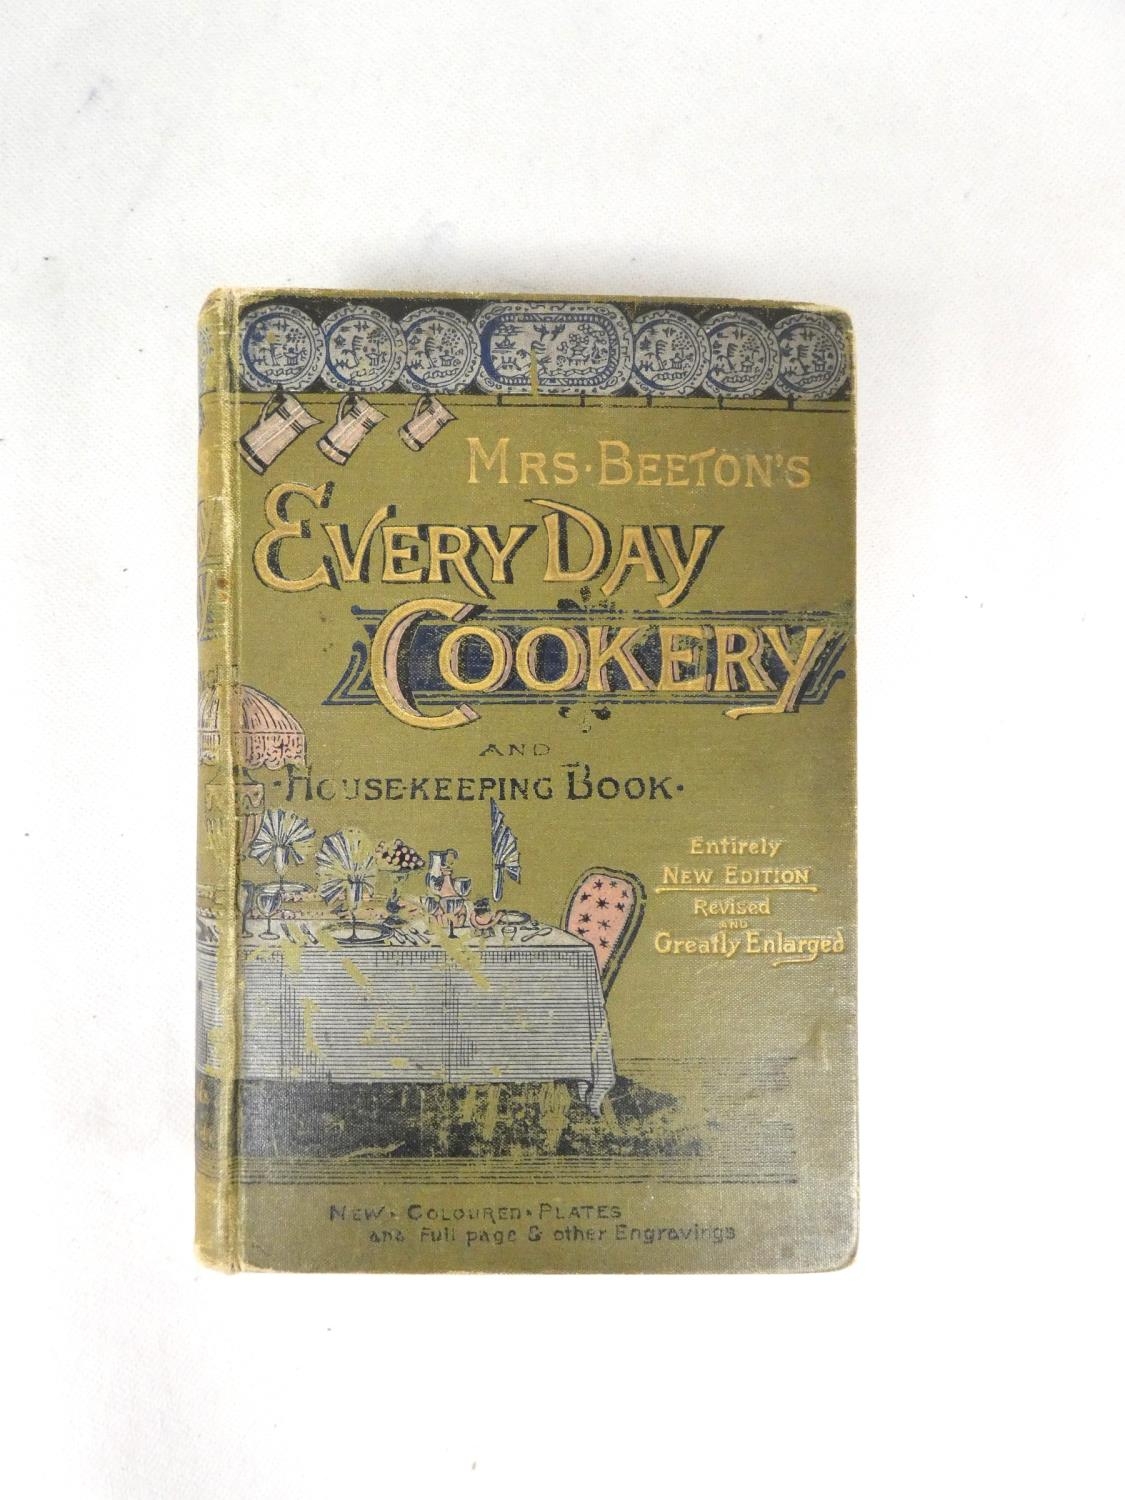 MRS·BEETON'S
EVERY DAY
COOKERY
AND
·HOUSE-KEEPING BOOK·
Entirely
NEW EDITION
Revised
AND
Greatly Enlarged
NEW·COLOURED·PLATES
and Full page & other Engravings